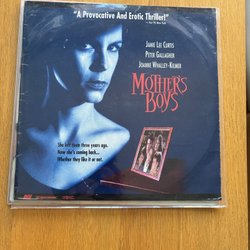 "A Provocative And Erotic Thriller!"
Jamie Lee Curtis
Peter Gallagher
Joanne Whalley-Kilmer
Mother's
Boys
She left them three years ago.
Now she's coming back...
Whether they like it or not.